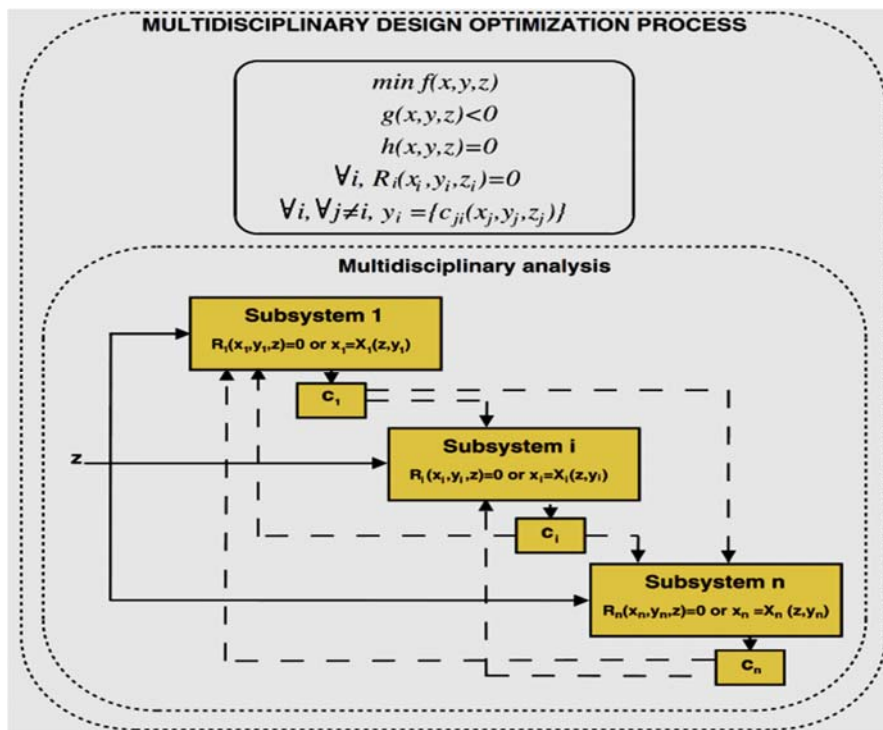 MULTIDISCIPLINARY DESIGN OPTIMIZATION PROCESS
min f(x,y,z)
g(x,y,z)<0
h(x,y,z)=0
∀i, Rᵢ(xᵢ,yᵢ,zᵢ)=0
∀i, ∀j≠i, yᵢ ={cⱼᵢ(xⱼ,yⱼ,zⱼ)}
Multidisciplinary analysis
Subsystem 1
R₁(x₁,y₁,z)=0 or x₁=X₁(z,y₁)
c₁
Subsystem i
Rᵢ(xᵢ,yᵢ,z)=0 or xᵢ=Xᵢ(z,yᵢ)
z
cᵢ
Subsystem n
Rₙ(xₙ,yₙ,z)=0 or xₙ =Xₙ (z,yₙ)
cₙ